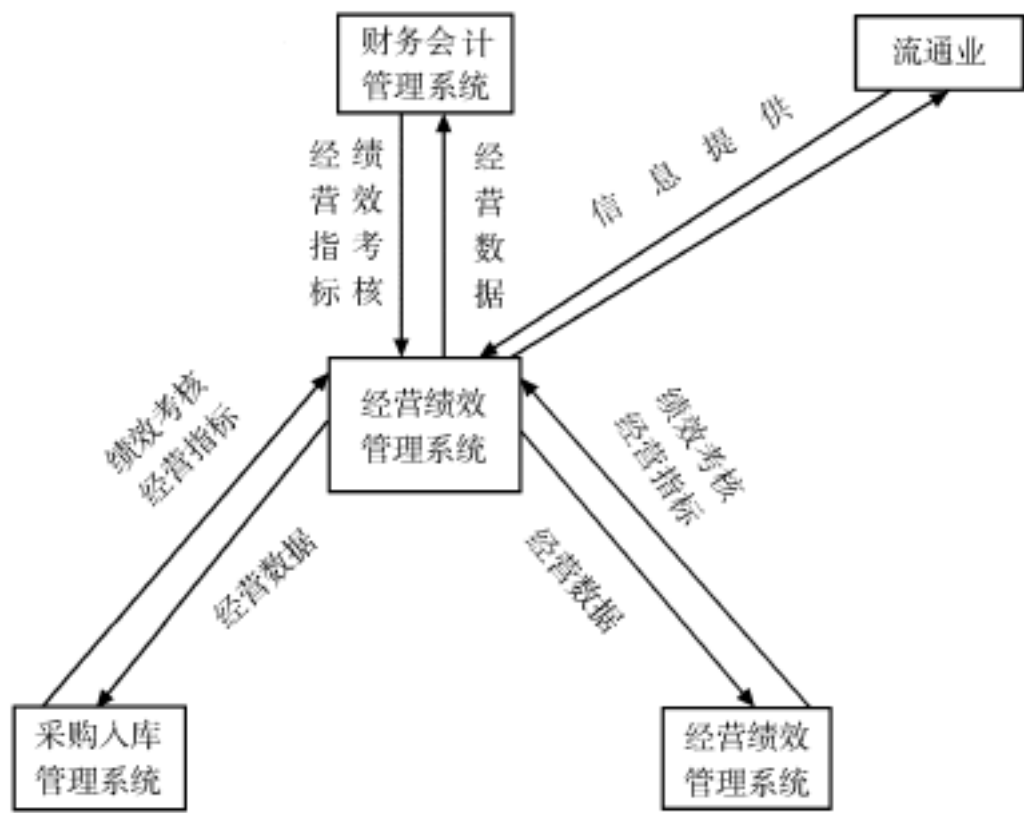 财务会计
管理系统
流通业
经营指标
绩效考核
经营数据
信息提供
经营绩效
管理系统
绩效考核
经营指标
经营数据
绩效考核
经营指标
经营数据
采购入库
管理系统
经营绩效
管理系统